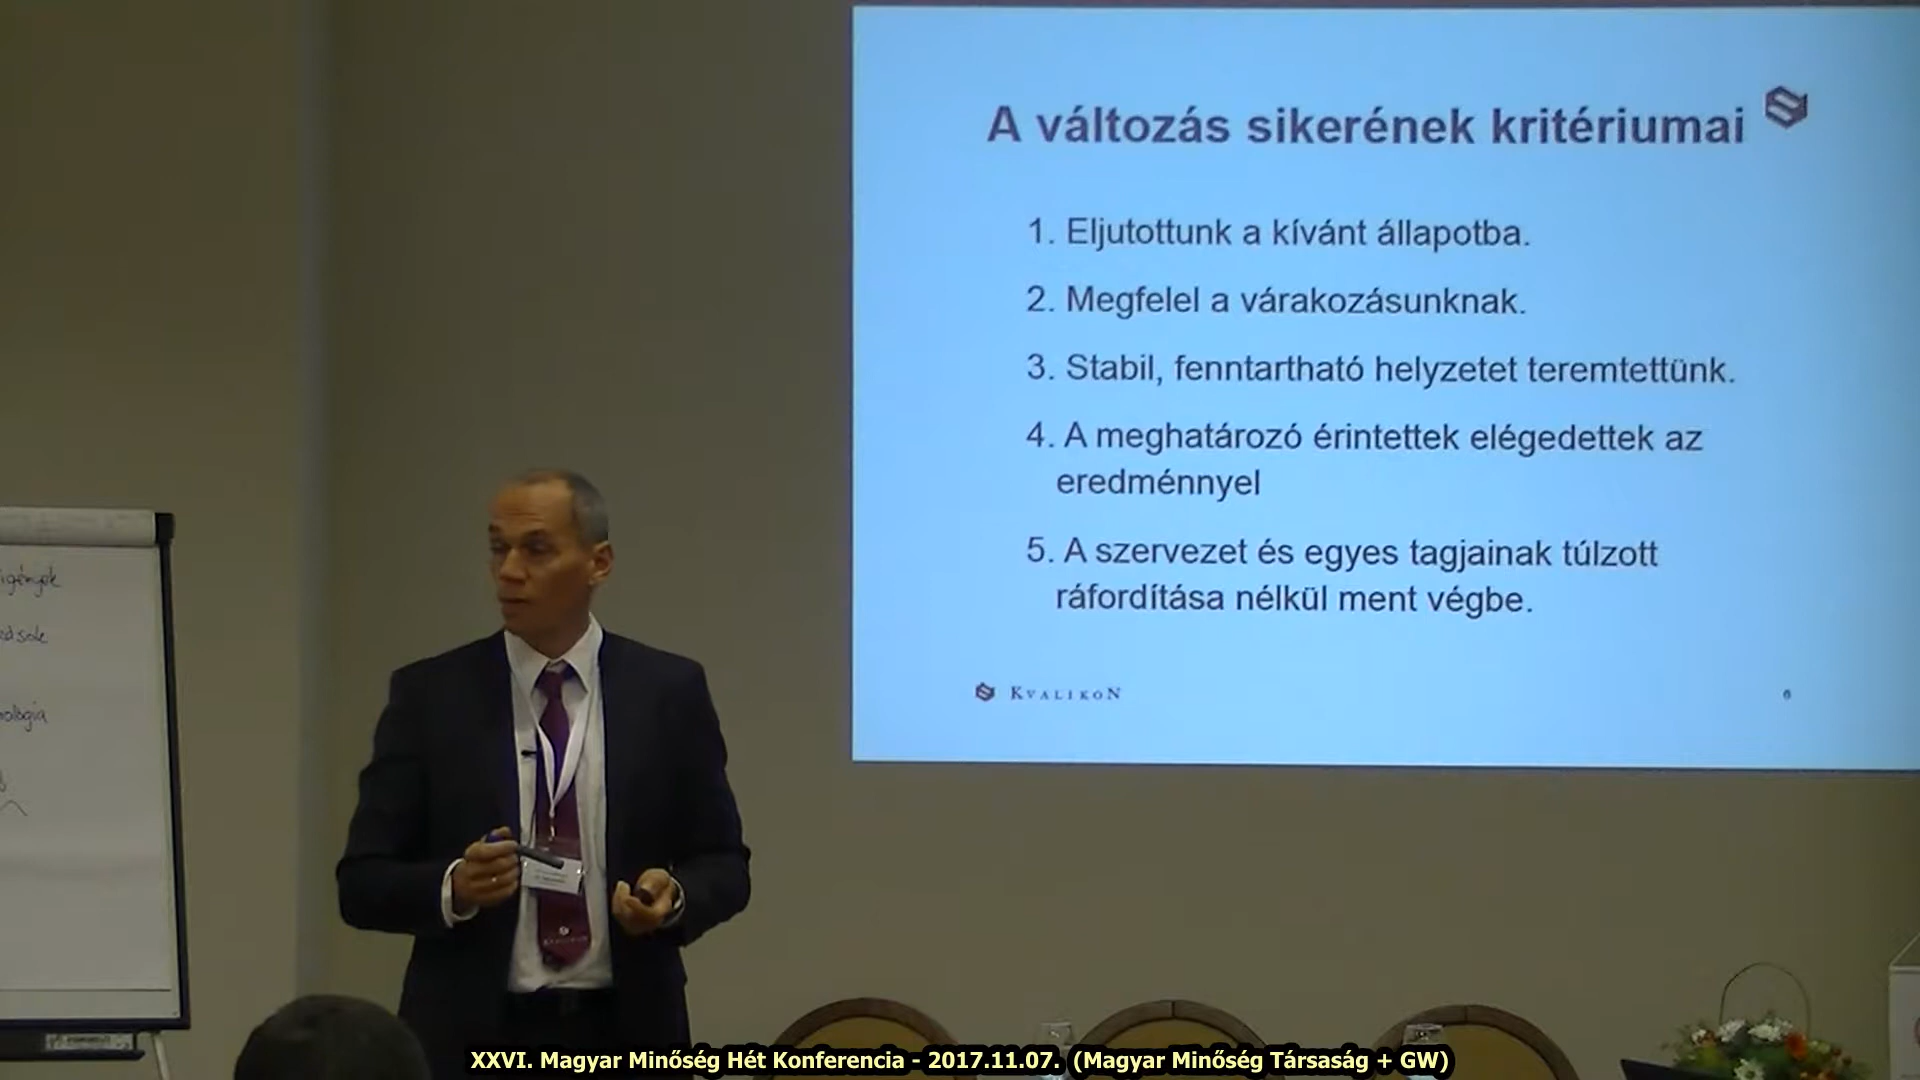 A változás sikerének kritériumai
1. Eljutottunk a kívánt állapotba.
2. Megfelel a várakozásunknak.
3. Stabil, fenntartható helyzetet teremtettünk.
4. A meghatározó érintettek elégedettek az
eredménnyel
5. A szervezet és egyes tagjainak túlzott
ráfordítása nélkül ment végbe.
KVALIKON
6
igények
XXVI. Magyar Minőség Hét Konferencia - 2017.11.07. (Magyar Minőség Társaság + GW)